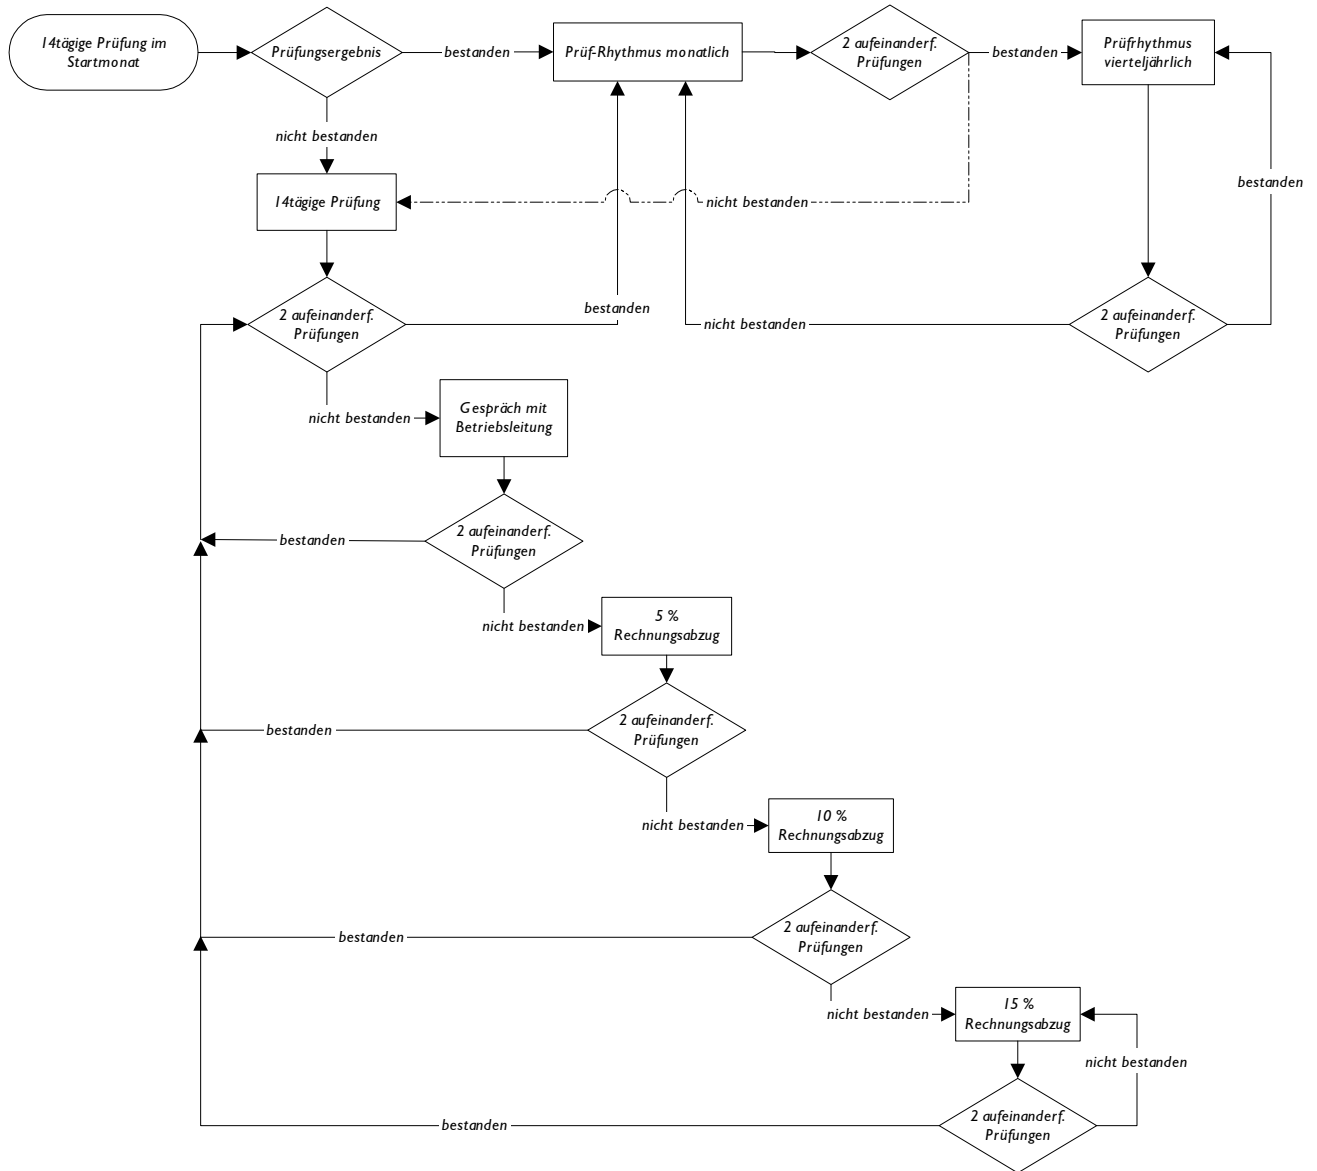 14tägige Prüfung im
Startmonat
Prüfungsergebnis
bestanden
Prüf-Rhythmus monatlich
2 aufeinanderf.
Prüfungen
bestanden
Prüfrhythmus
vierteljährlich
nicht bestanden
bestanden
14tägige Prüfung
nicht bestanden
2 aufeinanderf.
Prüfungen
bestanden
nicht bestanden
2 aufeinanderf.
Prüfungen
nicht bestanden
Gespräch mit
Betriebsleitung
bestanden
2 aufeinanderf.
Prüfungen
nicht bestanden
5 %
Rechnungsabzug
bestanden
2 aufeinanderf.
Prüfungen
nicht bestanden
10 %
Rechnungsabzug
bestanden
2 aufeinanderf.
Prüfungen
nicht bestanden
15 %
Rechnungsabzug
nicht bestanden
bestanden
2 aufeinanderf.
Prüfungen